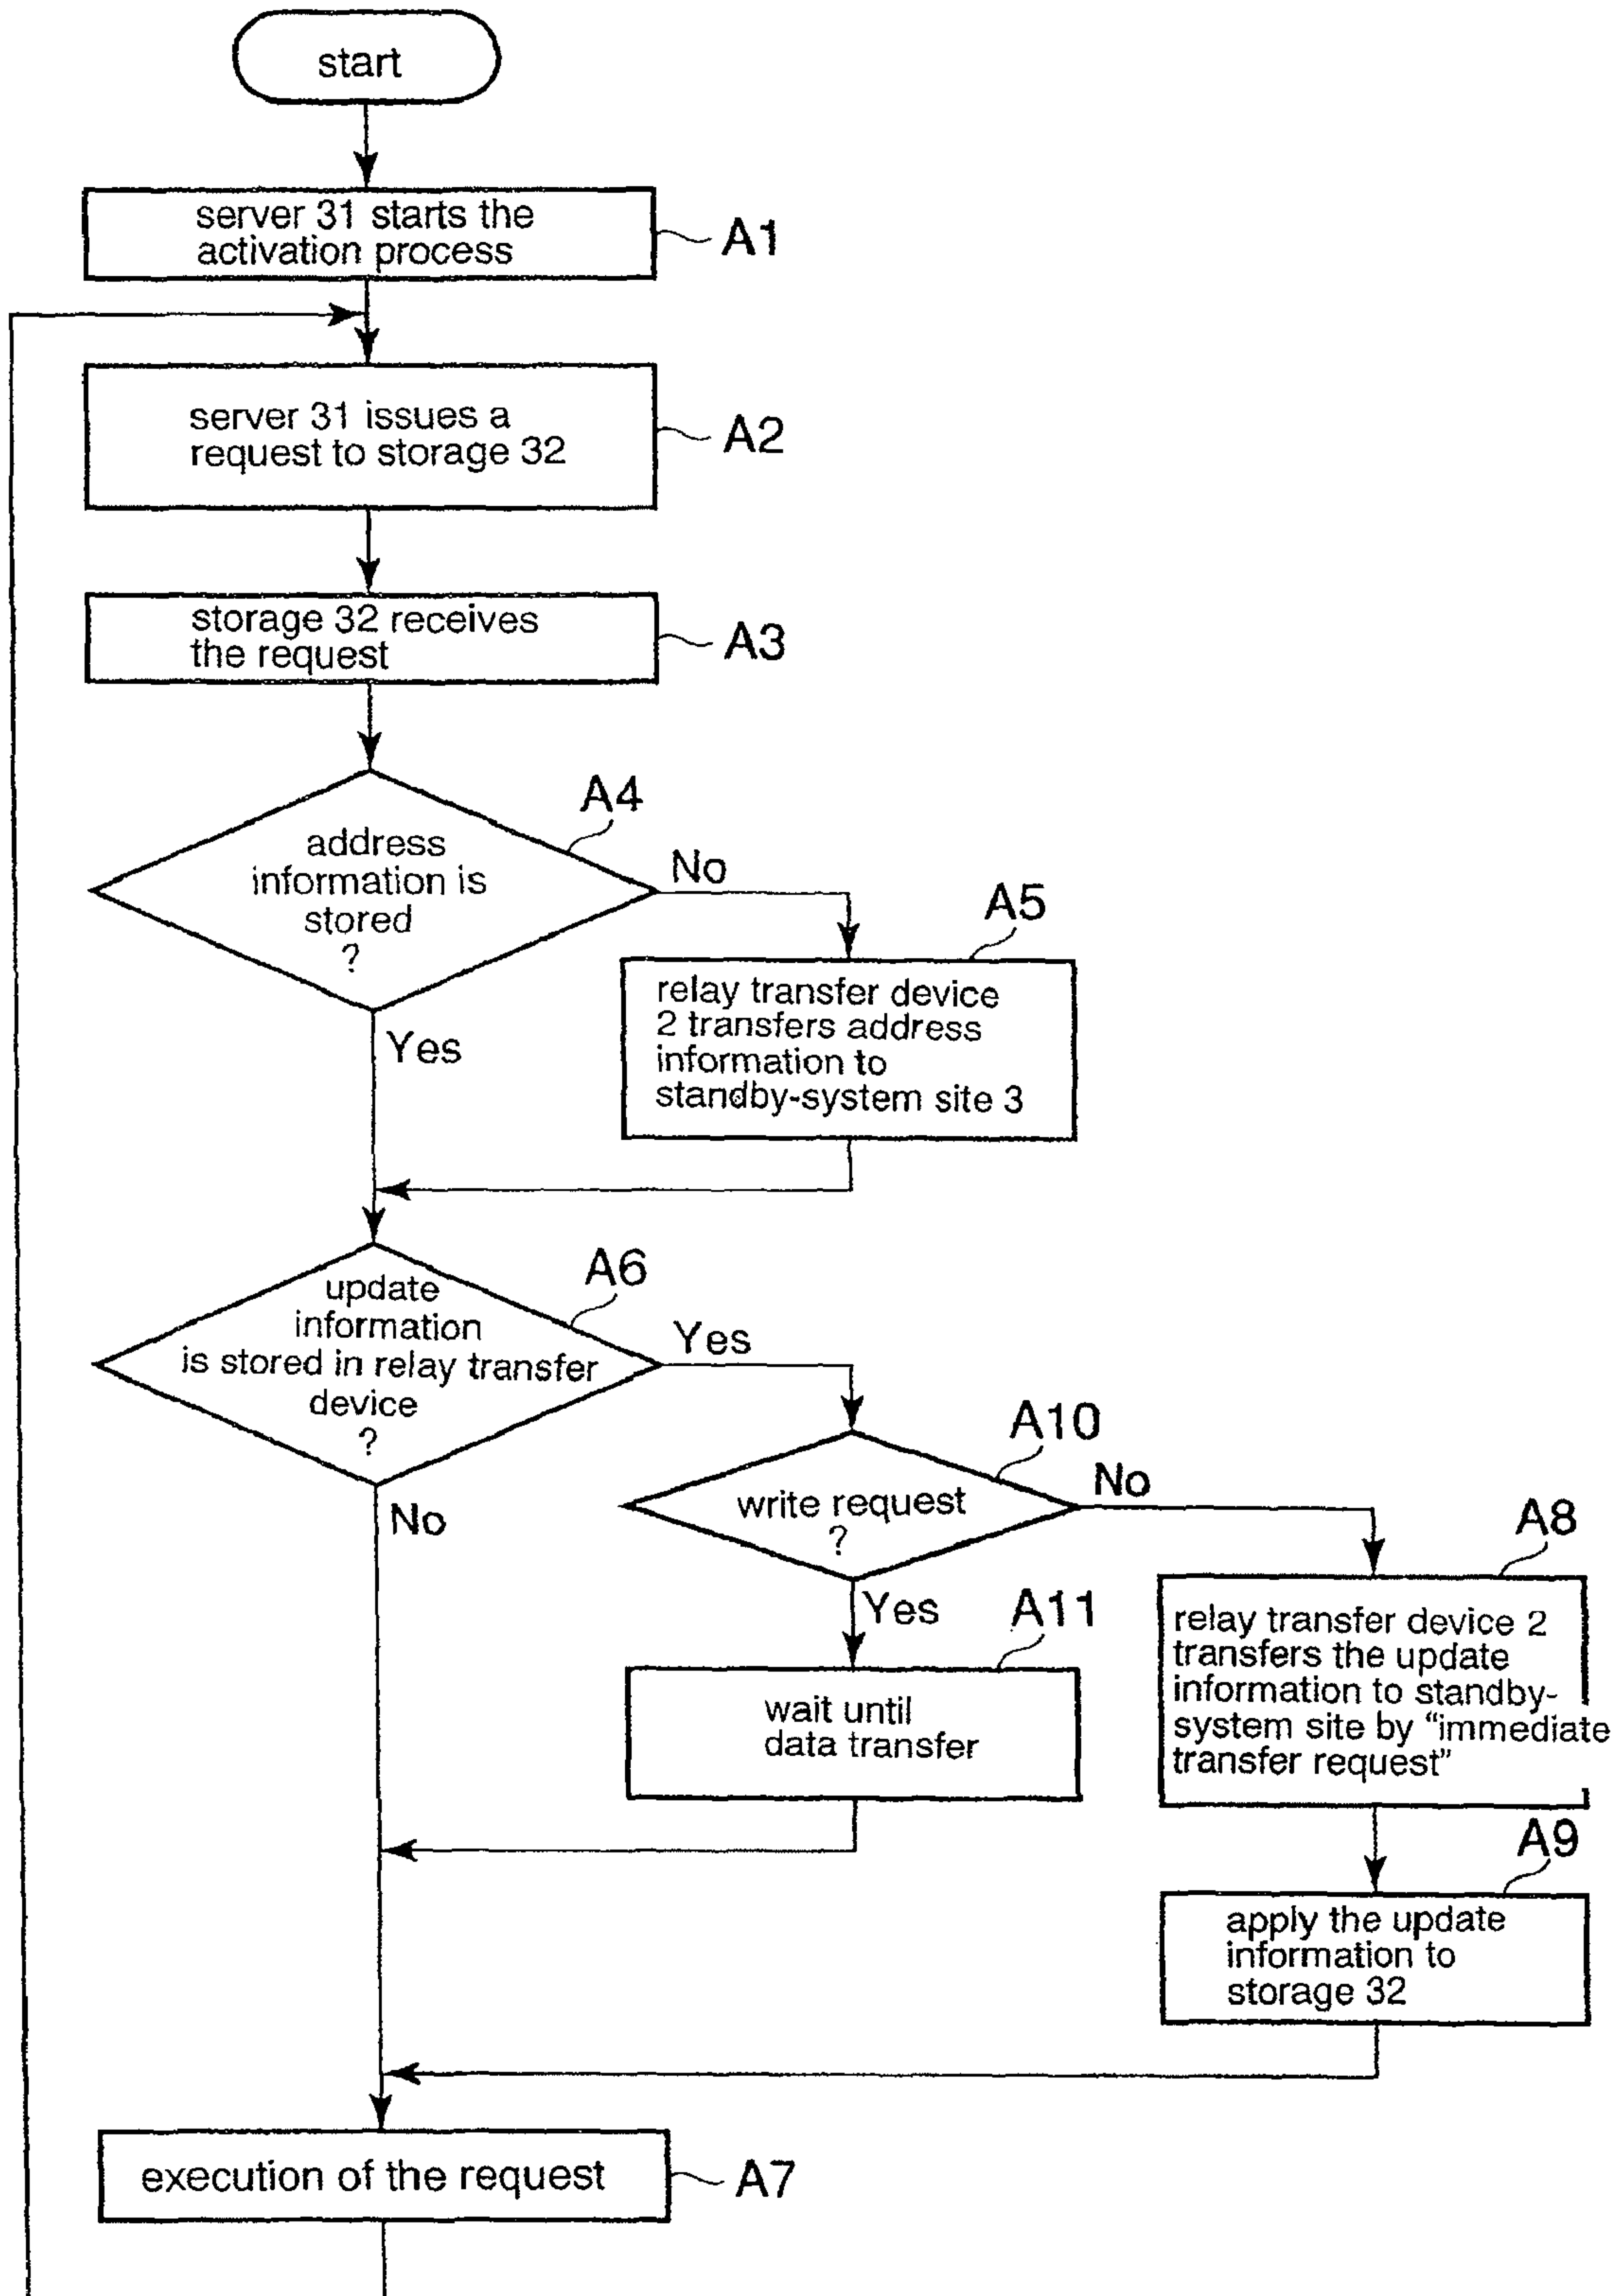 start
server 31 starts the
activation process
A1
server 31 issues a
request to storage 32
A2
storage 32 receives
the request
A3
A4
address
information is
stored
?
No
Yes
A5
relay transfer device
2 transfers address
information to
standby-system site 3
A6
update
information
is stored in relay transfer
device
?
Yes
No
A10
write request
?
No
Yes
A8
relay transfer device 2
transfers the update
information to standby-
system site by “immediate
transfer request”
A11
wait until
data transfer
A9
apply the update
information to
storage 32
execution of the request
A7